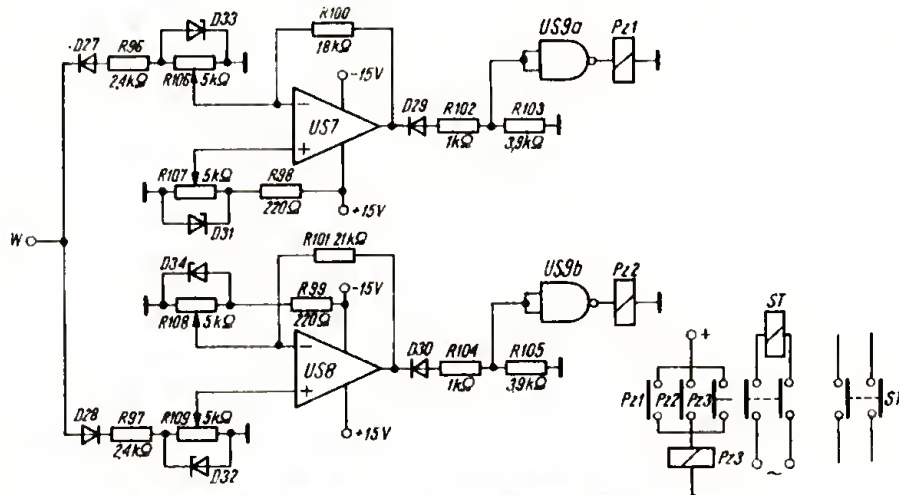 D33
R100
D27
R96
18kΩ
2,4kΩ
R106 5kΩ
-15V
US9a
Pz1
US7
D29
R102
R103
1kΩ
3,9kΩ
R107 5kΩ
R98
220Ω
+15V
D31
W
R101 21kΩ
D34
R99
-15V
US9b
Pz2
R108 5kΩ
220Ω
US8
D30
R104
R105
1kΩ
3,9kΩ
ST
+
D28
R97
R109 5kΩ
2,4kΩ
+15V
D32
Pz1
Pz2
Pz3
Pz3
~